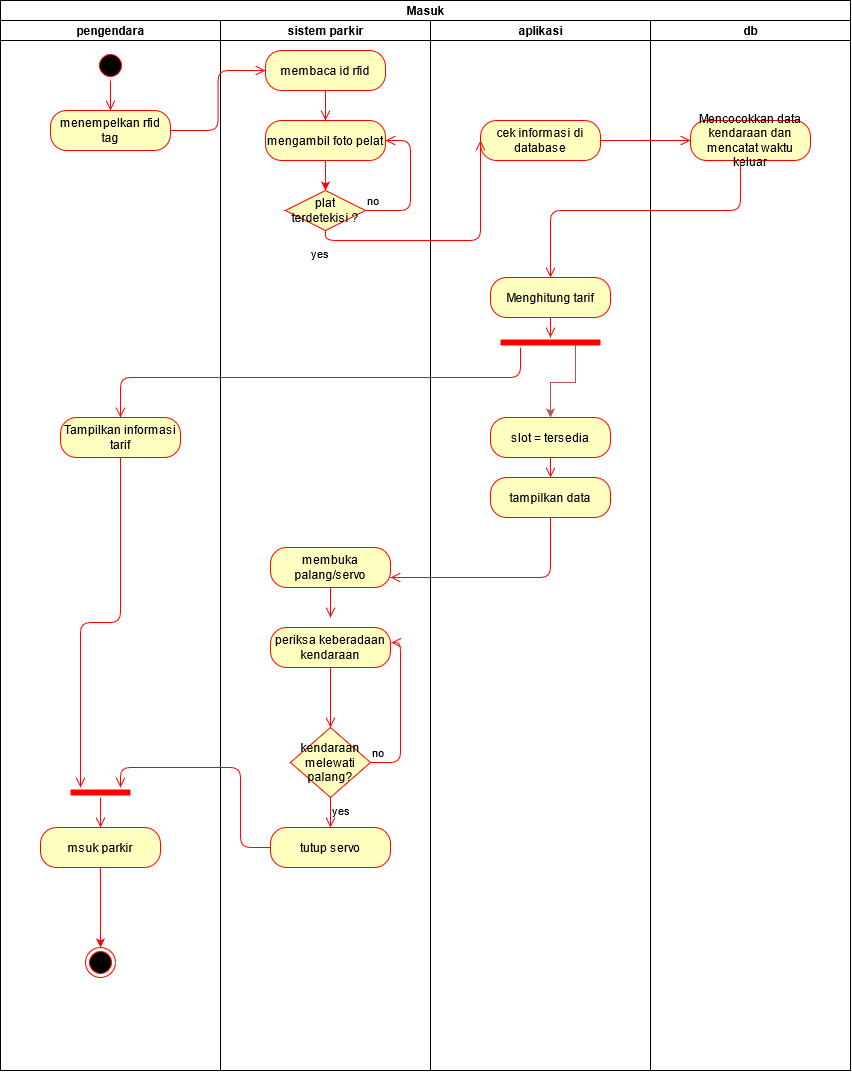 Masuk
pengendara
sistem parkir
aplikasi
db
membaca id rfid
menempelkan rfid
tag
mengambil foto pelat
cek informasi di
database
Mencocokkan data
kendaraan dan
mencatat waktu
keluar
plat
terdetekisi ?
no
yes
Menghitung tarif
Tampilkan informasi
tarif
slot = tersedia
tampilkan data
membuka
palang/servo
periksa keberadaan
kendaraan
kendaraan
melewati
palang?
no
yes
msuk parkir
tutup servo